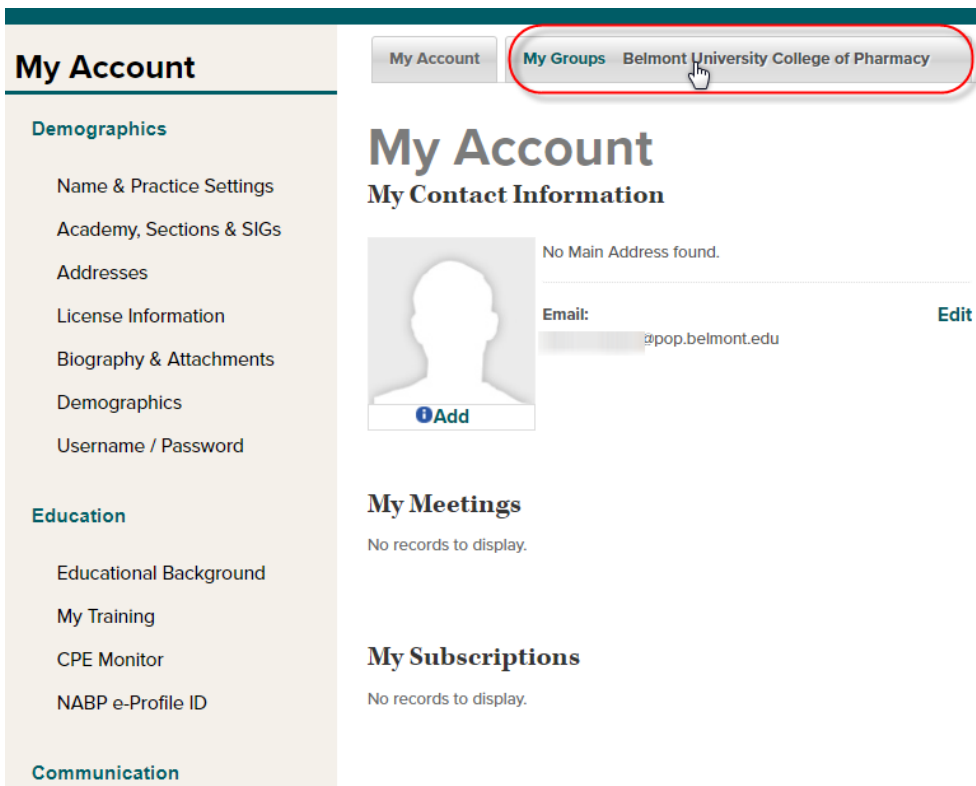 My Account
Demographics
Name & Practice Settings
Academy, Sections & SIGs
Addresses
License Information
Biography & Attachments
Demographics
Username / Password
Education
Educational Background
My Training
CPE Monitor
NABP e-Profile ID
Communication
My Account My Groups Belmont University College of Pharmacy
My Account
My Contact Information
Add
No Main Address found.
Email: Edit
@pop.belmont.edu
My Meetings
No records to display.
My Subscriptions
No records to display.